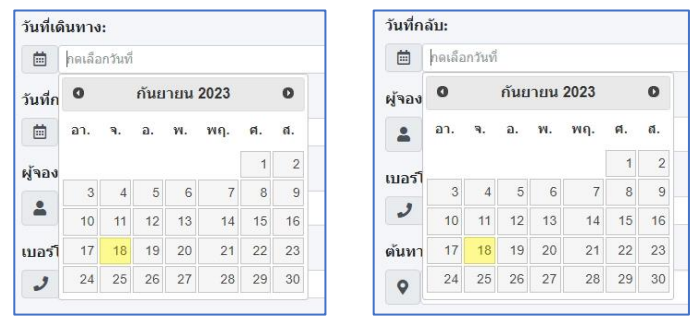 วันที่เดินทาง:
กดเลือกวันที่
วันที่ก
กันยายน 2023
อา. จ. อ. พ. พฤ. ศ. ส.
1 2
ผู้จอง
3 4 5 6 7 8 9
10 11 12 13 14 15 16
เบอร์โ
17 18 19 20 21 22 23
24 25 26 27 28 29 30
วันที่กลับ:
กดเลือกวันที่
ผู้จอง
กันยายน 2023
อา. จ. อ. พ. พฤ. ศ. ส.
1 2
เบอร์โ
3 4 5 6 7 8 9
10 11 12 13 14 15 16
ต้นทา
17 18 19 20 21 22 23
24 25 26 27 28 29 30